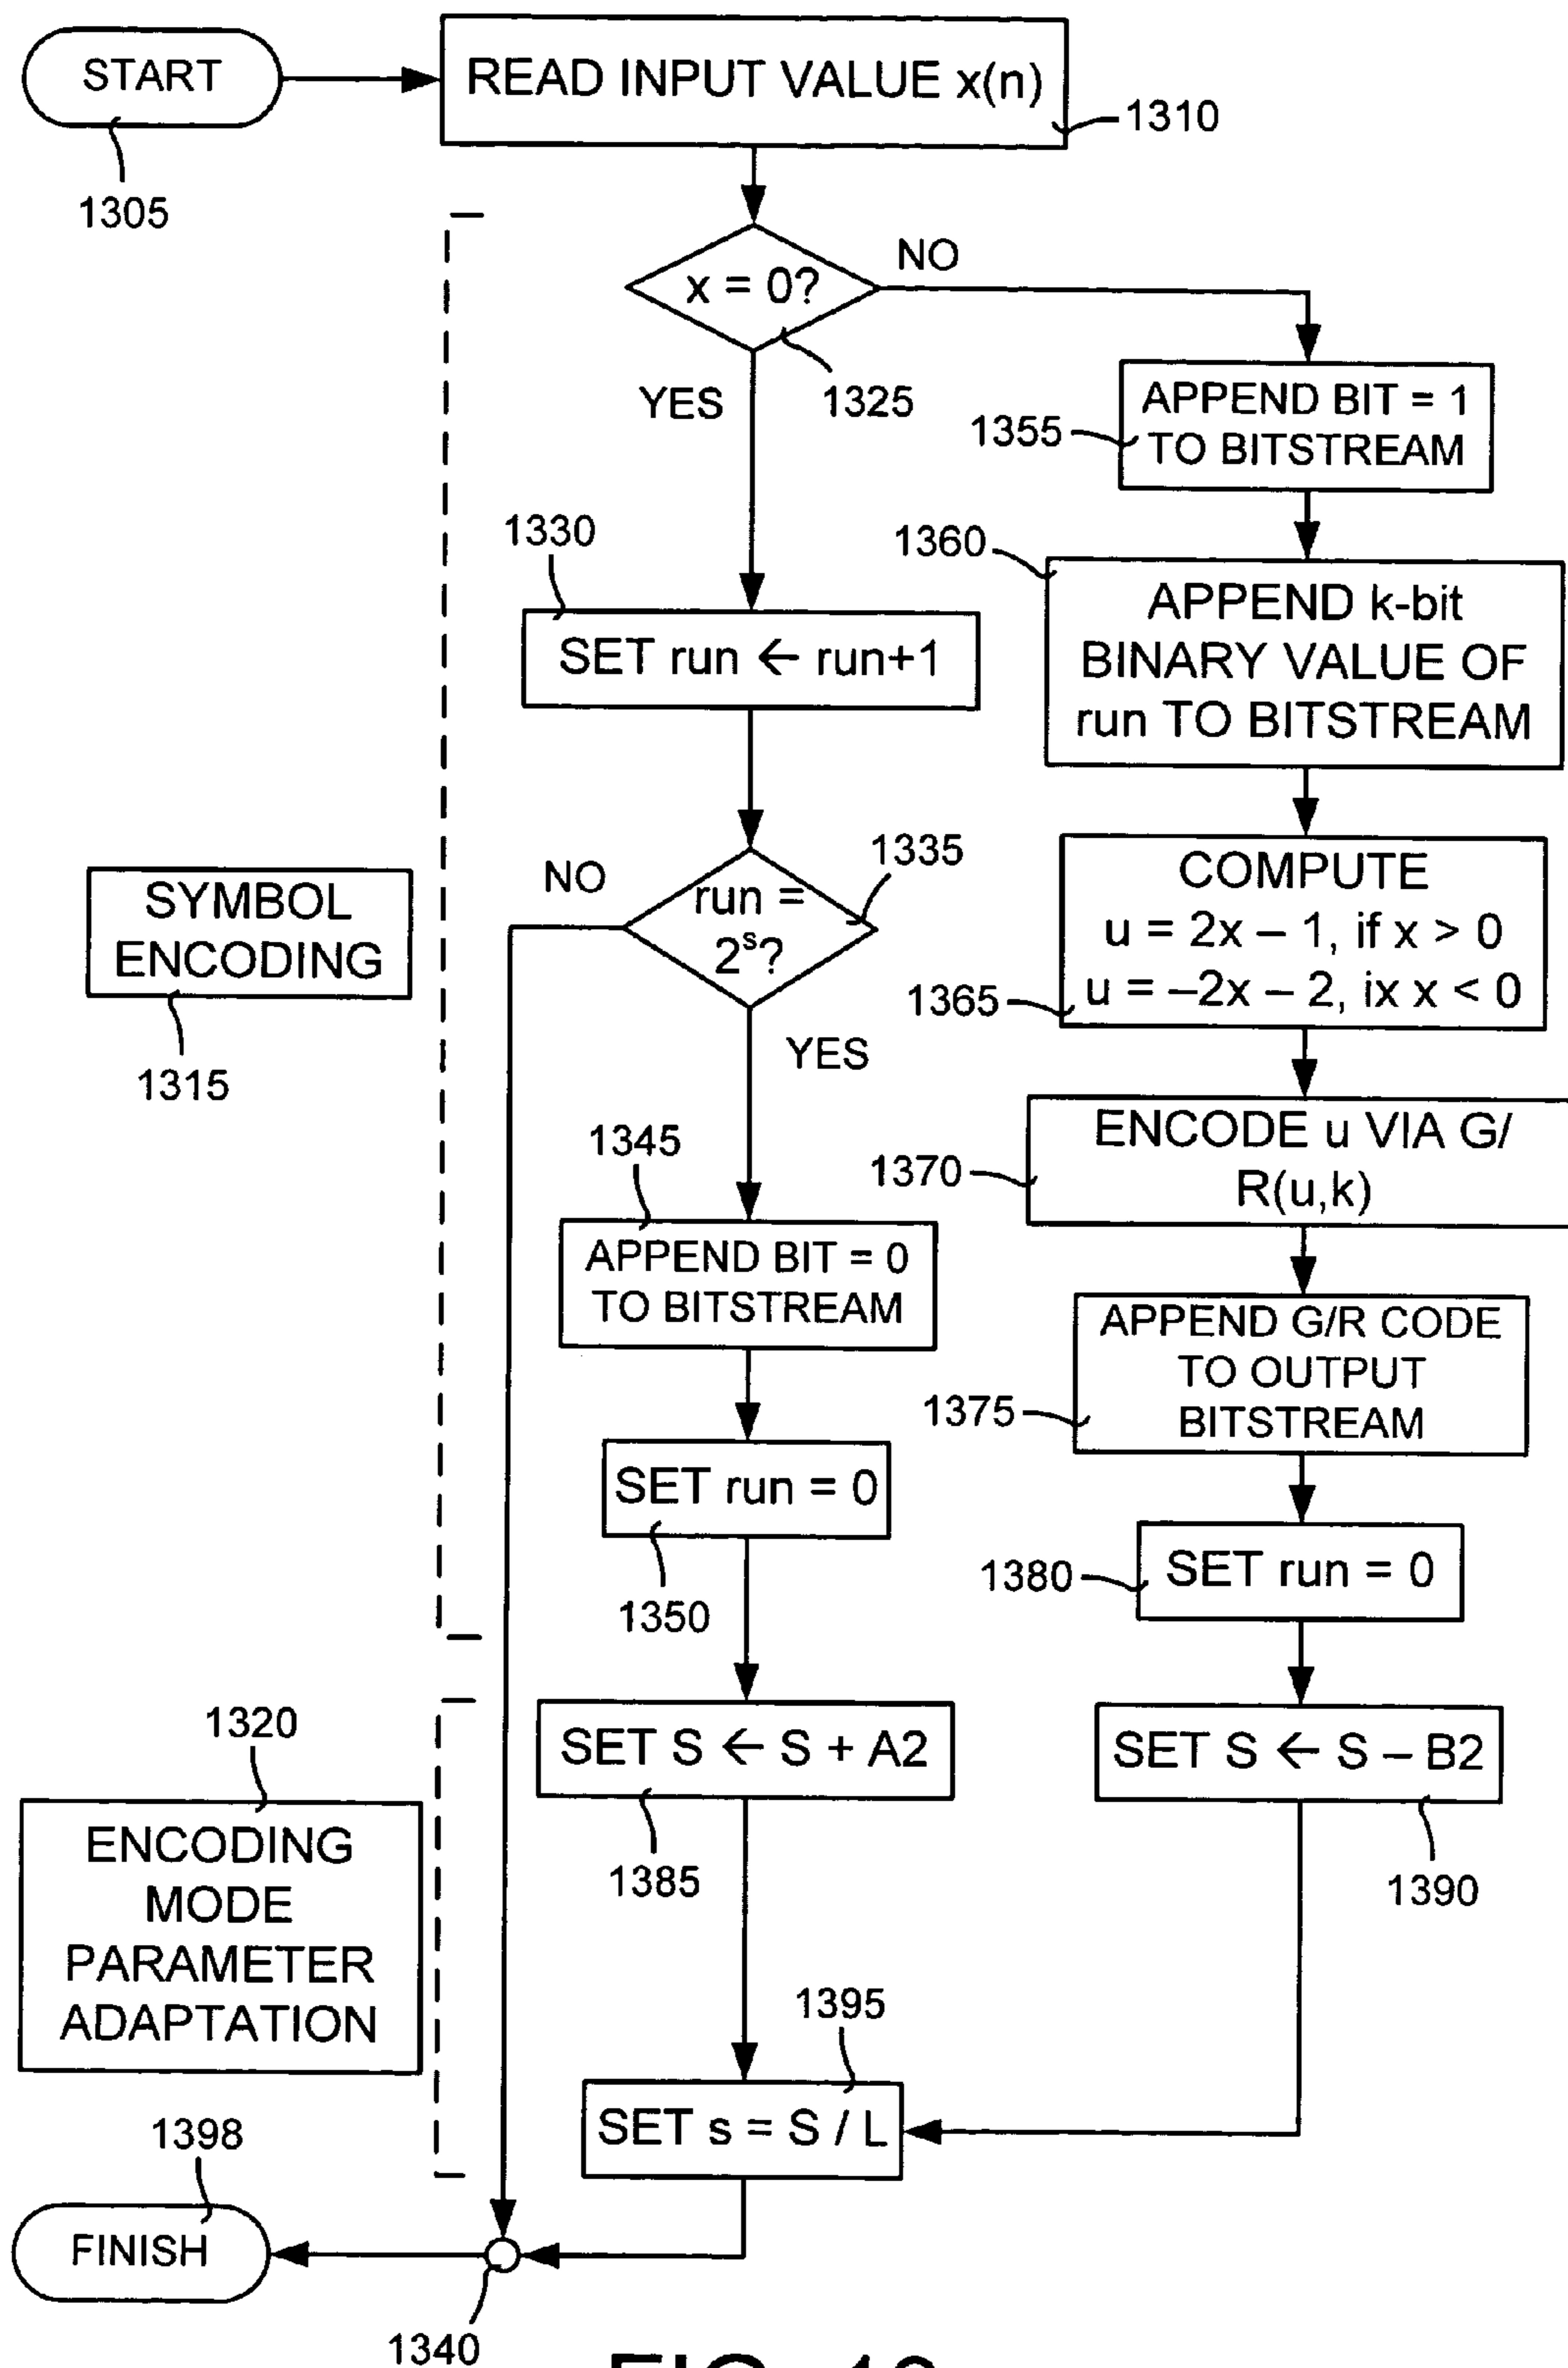 START
READ INPUT VALUE x(n)
1310
1305
x = 0?
NO
1325
YES
APPEND BIT = 1
TO BITSTREAM
1355
1330
SET run ← run+1
1360
APPEND k-bit
BINARY VALUE OF
run TO BITSTREAM
1335
NO
run =
2^s?
YES
SYMBOL
ENCODING
1315
COMPUTE
u = 2x – 1, if x > 0
u = –2x – 2, ix x < 0
1365
1345
APPEND BIT = 0
TO BITSTREAM
ENCODE u VIA G/
R(u,k)
1370
APPEND G/R CODE
TO OUTPUT
BITSTREAM
1375
SET run = 0
1350
SET run = 0
1380
1320
ENCODING
MODE
PARAMETER
ADAPTATION
SET S ← S + A2
1385
SET S ← S – B2
1390
1395
SET s = S / L
1398
FINISH
1340